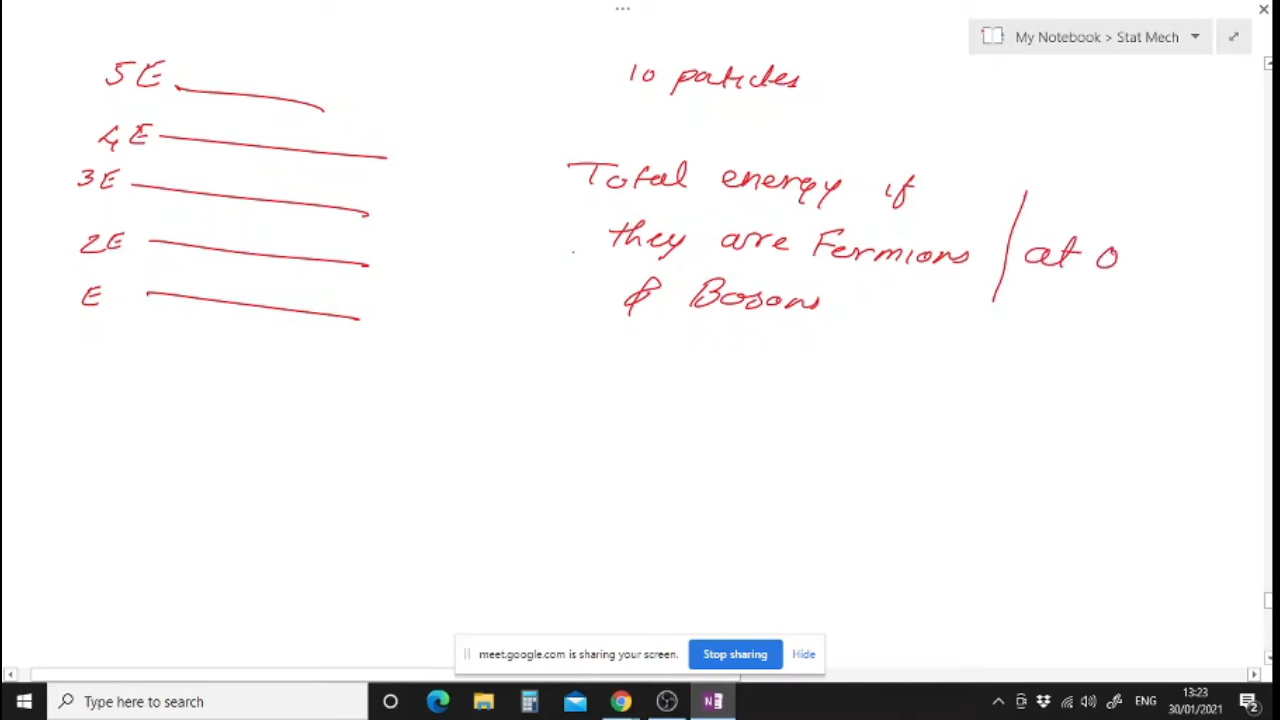 ...
My Notebook > Stat Mech
5E
10 particles
4E
3E
Total energy if
they are Fermions / at 0
2E
& Bosons
E
meet.google.com is sharing your screen.
Stop sharing
Hide
Type here to search
ENG
13:23
30/01/2021
2